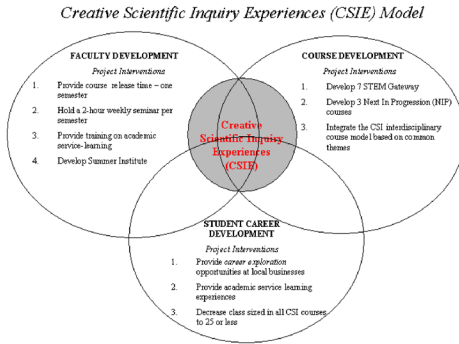 Creative Scientific Inquiry Experiences (CSIE) Model
FACULTY DEVELOPMENT
Project Interventions
1. Provide course release time – one
semester
2. Hold a 2-hour weekly seminar per
semester
3. Provide training on academic
service-learning
4. Develop Summer Institute
COURSE DEVELOPMENT
Project Interventions
1. Develop 7 STEM Gateway
2. Develop 3 Next In Progression (NIP)
courses
3. Integrate the CSI interdisciplinary
course model based on common
themes
Creative
Scientific Inquiry
Experiences
(CSIE)
STUDENT CAREER
DEVELOPMENT
Project Interventions
1. Provide career exploration
opportunities at local businesses
2. Provide academic service learning
experiences
3. Decrease class sized in all CSI courses
to 25 or less